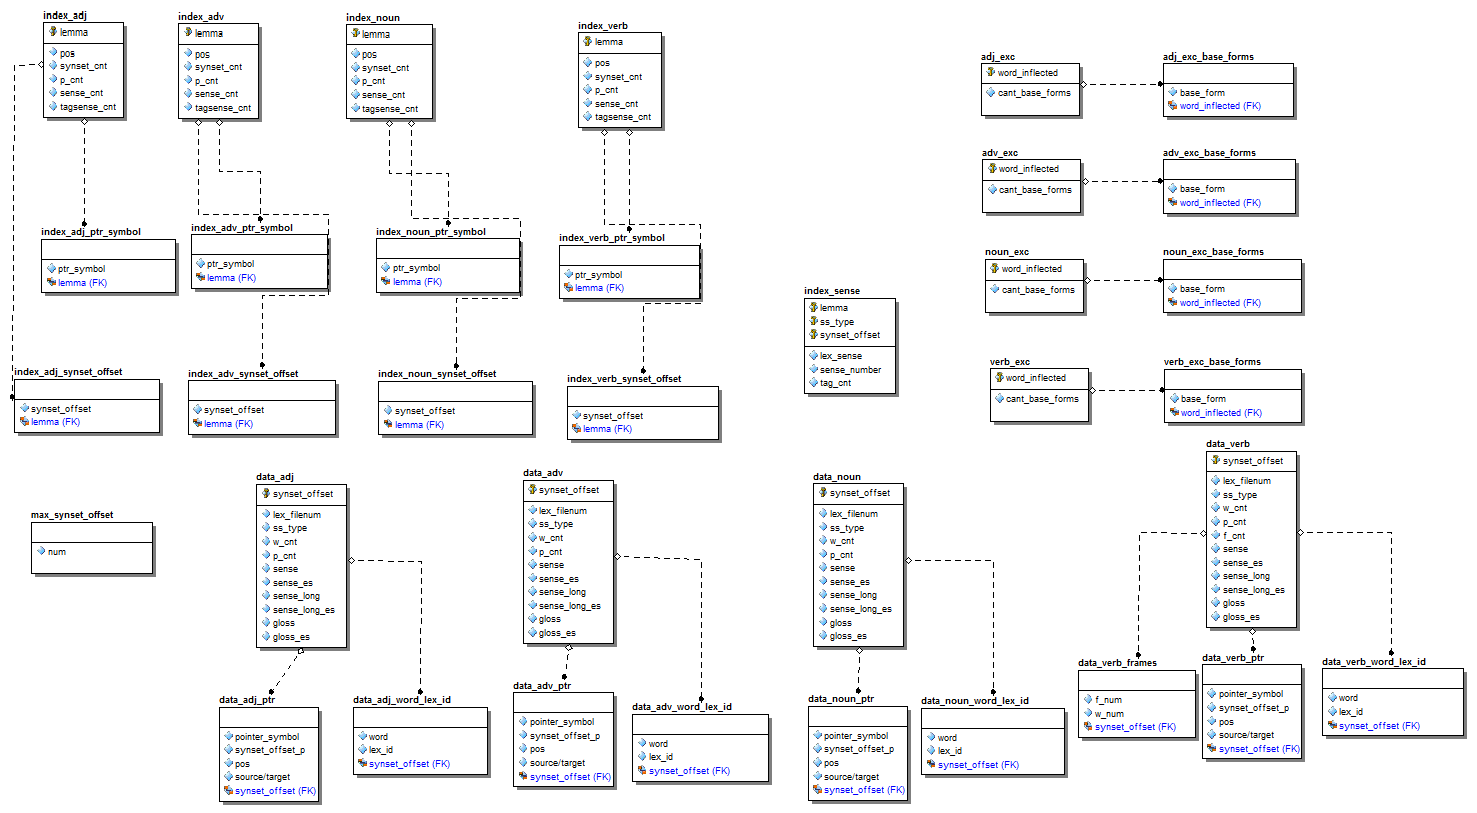 index_adj
lemma
pos
synset_cnt
p_cnt
sense_cnt
tagsense_cnt
index_adv
lemma
pos
synset_cnt
p_cnt
sense_cnt
tagsense_cnt
index_noun
lemma
pos
synset_cnt
p_cnt
sense_cnt
tagsense_cnt
index_verb
lemma
pos
synset_cnt
p_cnt
sense_cnt
tagsense_cnt
adj_exc
word_inflected
cant_base_forms
adj_exc_base_forms
base_form
word_inflected (FK)
adv_exc
word_inflected
cant_base_forms
adv_exc_base_forms
base_form
word_inflected (FK)
noun_exc
word_inflected
cant_base_forms
noun_exc_base_forms
base_form
word_inflected (FK)
verb_exc
word_inflected
cant_base_forms
verb_exc_base_forms
base_form
word_inflected (FK)
index_adj_ptr_symbol
ptr_symbol
lemma (FK)
index_adv_ptr_symbol
ptr_symbol
lemma (FK)
index_noun_ptr_symbol
ptr_symbol
lemma (FK)
index_verb_ptr_symbol
ptr_symbol
lemma (FK)
index_sense
lemma
ss_type
synset_offset
lex_sense
sense_number
tag_cnt
index_adj_synset_offset
synset_offset
lemma (FK)
index_adv_synset_offset
synset_offset
lemma (FK)
index_noun_synset_offset
synset_offset
lemma (FK)
index_verb_synset_offset
synset_offset
lemma (FK)
max_synset_offset
num
data_adj
synset_offset
lex_filenum
ss_type
w_cnt
p_cnt
sense
sense_es
sense_long
sense_long_es
gloss
gloss_es
data_adv
synset_offset
lex_filenum
ss_type
w_cnt
p_cnt
sense
sense_es
sense_long
sense_long_es
gloss
gloss_es
data_noun
synset_offset
lex_filenum
ss_type
w_cnt
p_cnt
sense
sense_es
sense_long
sense_long_es
gloss
gloss_es
data_verb
synset_offset
lex_filenum
ss_type
w_cnt
p_cnt
f_cnt
sense
sense_es
sense_long
sense_long_es
gloss
gloss_es
data_adj_ptr
pointer_symbol
synset_offset_p
pos
source/target
synset_offset (FK)
data_adj_word_lex_id
word
lex_id
synset_offset (FK)
data_adv_ptr
pointer_symbol
synset_offset_p
pos
source/target
synset_offset (FK)
data_adv_word_lex_id
word
lex_id
synset_offset (FK)
data_noun_ptr
pointer_symbol
synset_offset_p
pos
source/target
synset_offset (FK)
data_noun_word_lex_id
word
lex_id
synset_offset (FK)
data_verb_frames
f_num
w_num
synset_offset (FK)
data_verb_ptr
pointer_symbol
synset_offset_p
pos
source/target
synset_offset (FK)
data_verb_word_lex_id
word
lex_id
synset_offset (FK)